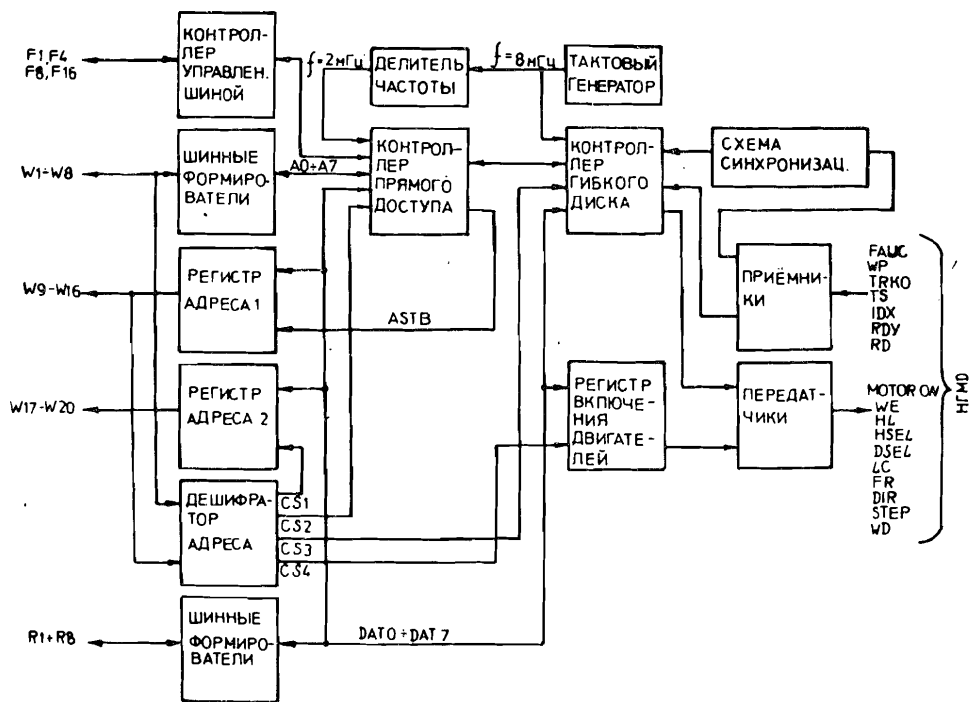 F1,F4
F8,F16
КОНТРОЛ-
ЛЕР
УПРАВЛЕН.
ШИНОЙ
f=2мГц
ДЕЛИТЕЛЬ
ЧАСТОТЫ
f=8мГц
ТАКТОВЫЙ
ГЕНЕРАТОР
W1÷W8
ШИННЫЕ
ФОРМИРО-
ВАТЕЛИ
A0÷A7
КОНТРОЛ-
ЛЕР
ПРЯМОГО
ДОСТУПА
КОНТРОЛ-
ЛЕР
ГИБКОГО
ДИСКА
СХЕМА
СИНХРОНИЗАЦ.
W9-W16
РЕГИСТР
АДРЕСА 1
ASTB
ПРИЁМНИ-
КИ
WP
TRKO
TS
IDX
RDY
RD
W17-W20
РЕГИСТР
АДРЕСА 2
РЕГИСТР
ВКЛЮЧЕ-
НИЯ
ДВИГАТЕ-
ЛЕЙ
ПЕРЕДАТ-
ЧИКИ
MOTOR ON
WE
HL
HSEL
DSEL
LC
FR
DIR
STEP
WD
НГМD
ДЕШИФРА-
ТОР
АДРЕСА
CS1
CS2
CS3
CS4
R1÷R8
ШИННЫЕ
ФОРМИРО-
ВАТЕЛИ
DAT0÷DAT7